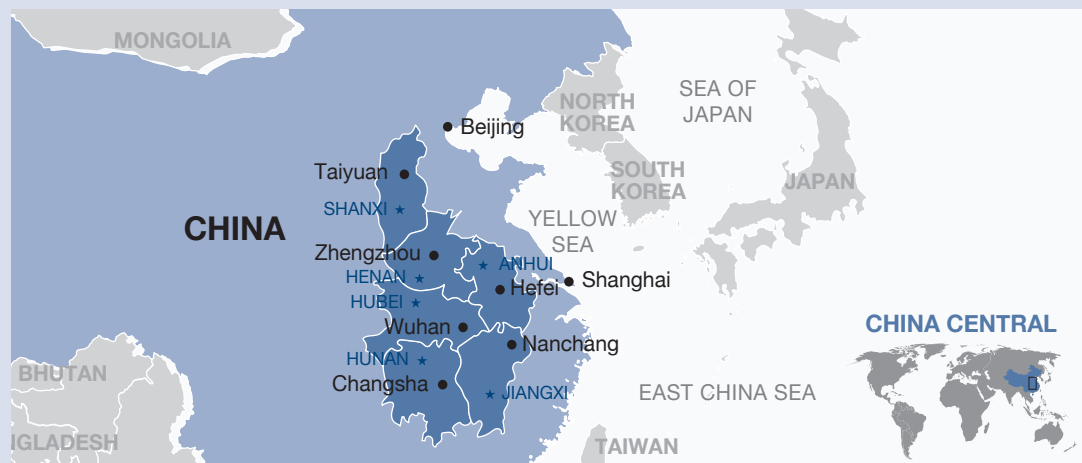 MONGOLIA
SEA OF
JAPAN
NORTH
KOREA
Beijing
SOUTH
KOREA
JAPAN
Taiyuan
SHANXI
YELLOW
SEA
CHINA
Zhengzhou
ANHUI
HENAN
Shanghai
Hefei
HUBEI
Wuhan
CHINA CENTRAL
Nanchang
HUNAN
BHUTAN
Changsha
JIANGXI
EAST CHINA SEA
NGLADESH
TAIWAN